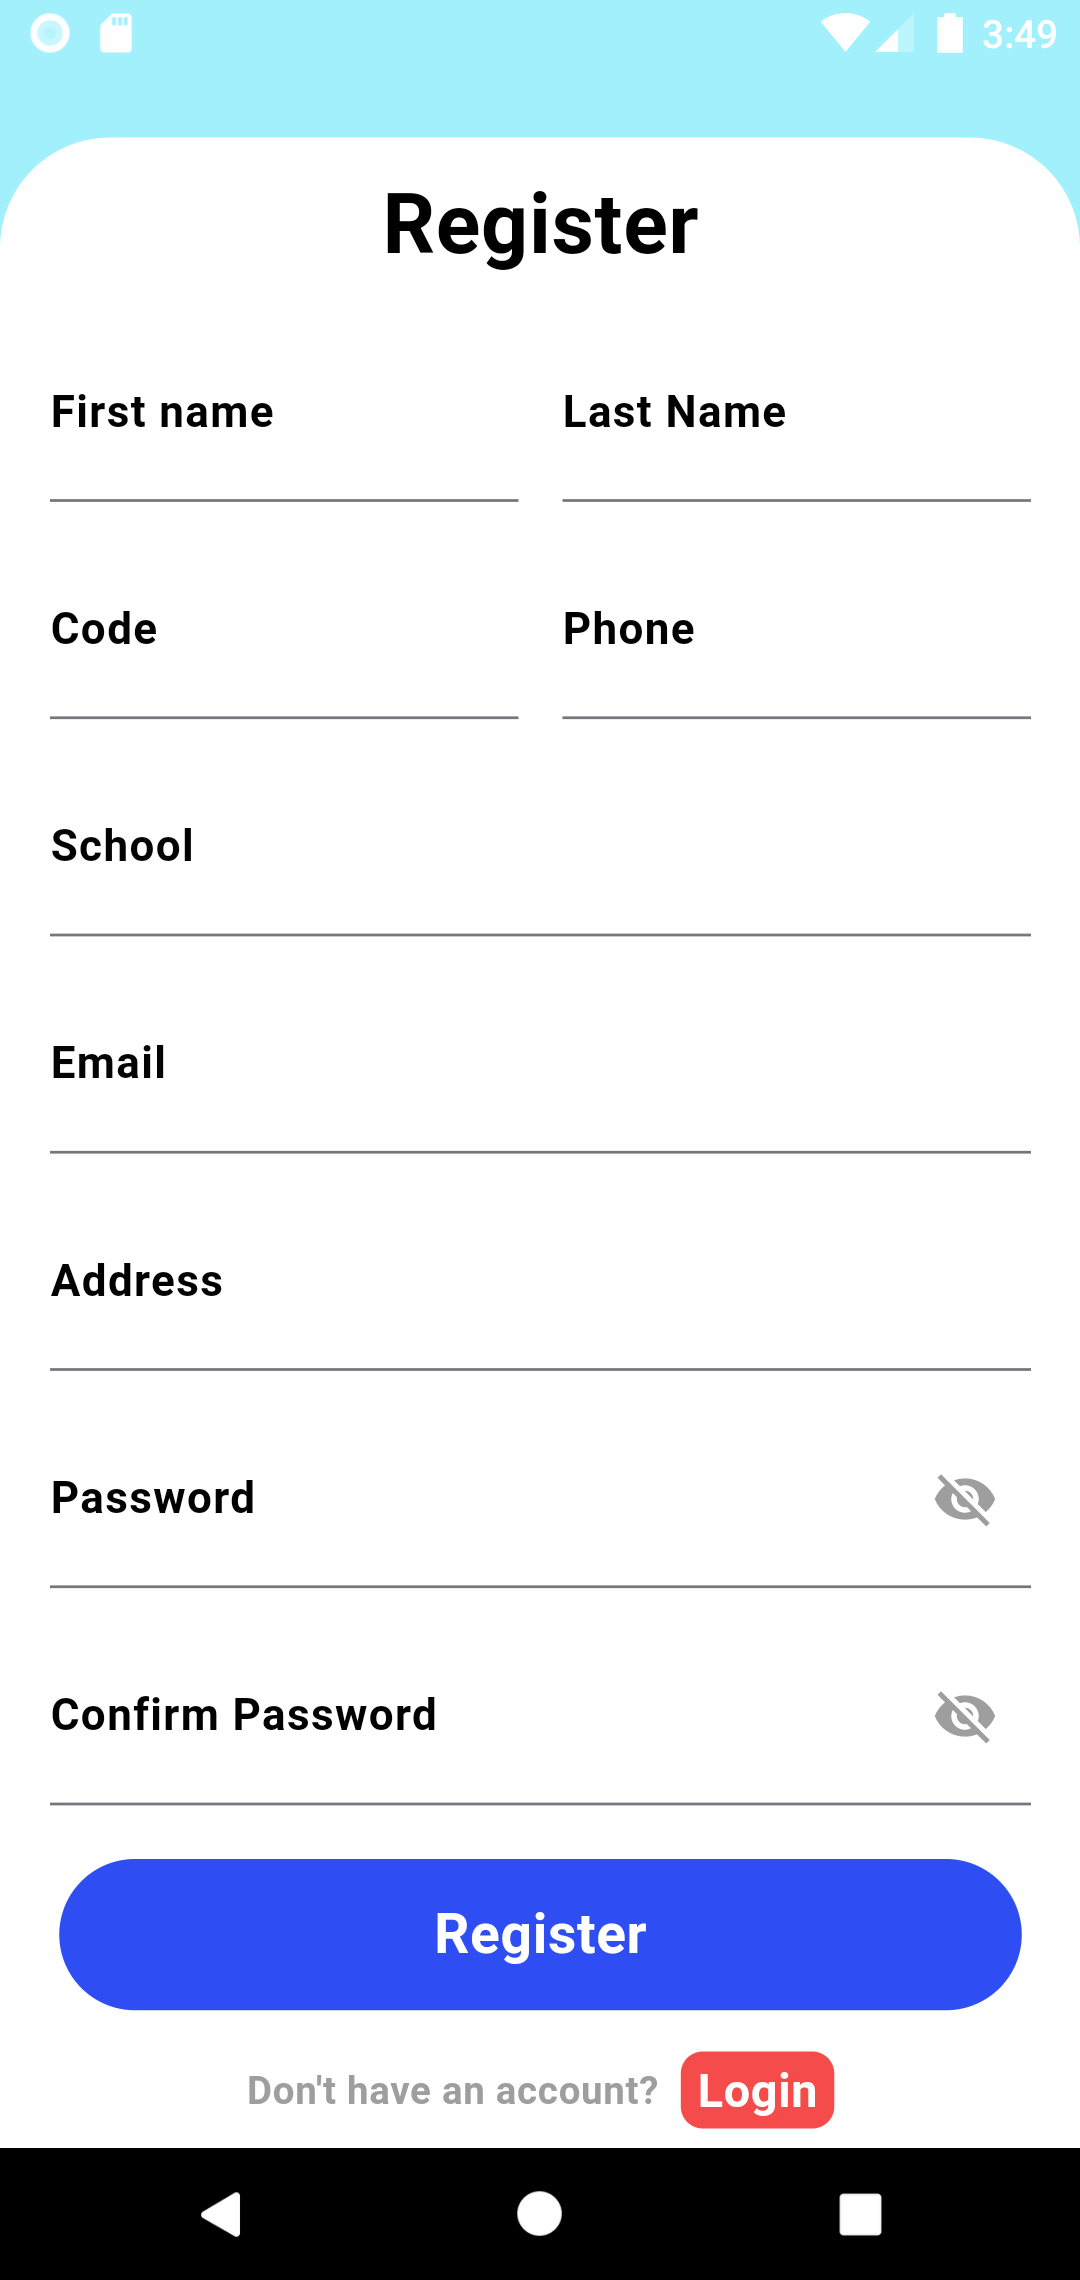 3:49
Register
First name Last Name
Code Phone
School
Email
Address
Password
Confirm Password
Register
Don't have an account? Login